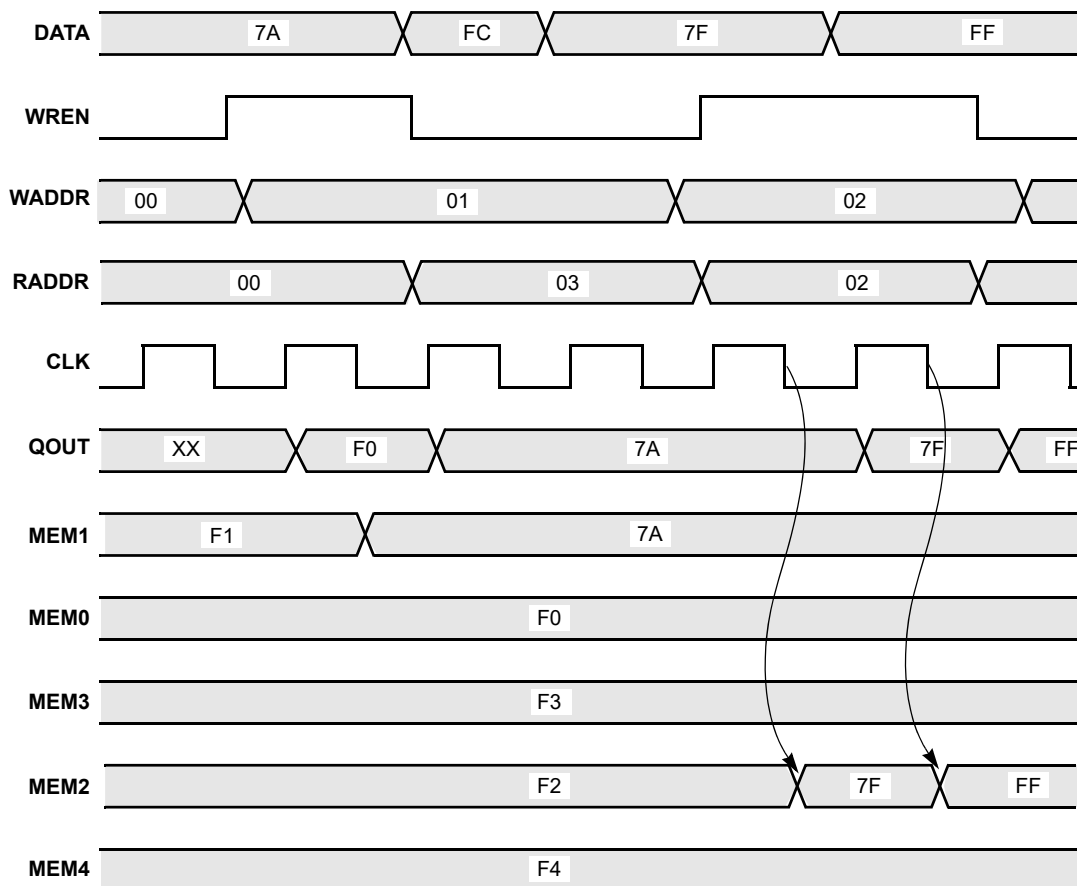 DATA 7A FC 7F FF
WREN
WADDR 00 01 02
RADDR 00 03 02
CLK
QOUT XX F0 7A 7F FF
MEM1 F1 7A
MEM0 F0
MEM3 F3
MEM2 F2 7F FF
MEM4 F4